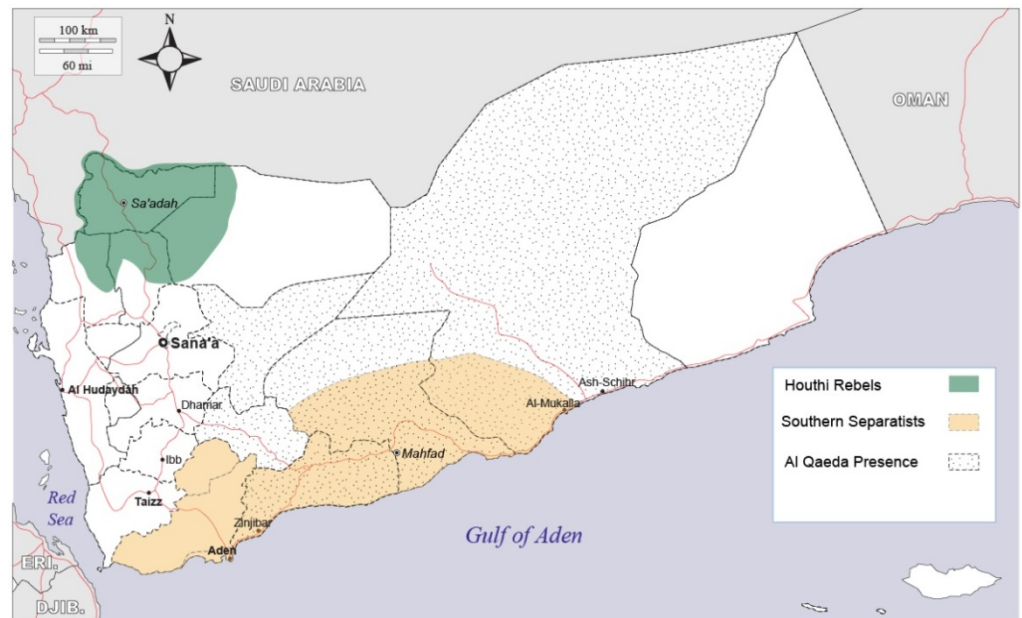 100 km
60 mi
N
SAUDI ARABIA
OMAN
Sa'adah
Sana'a
Al Hudaydah
Dhamar
Ash-Schihr
Al-Mukalla
Ibb
Mahfad
Taizz
Zinjibar
Aden
Red
Sea
Gulf of Aden
ERI.
DJIB.
Houthi Rebels
Southern Separatists
Al Qaeda Presence